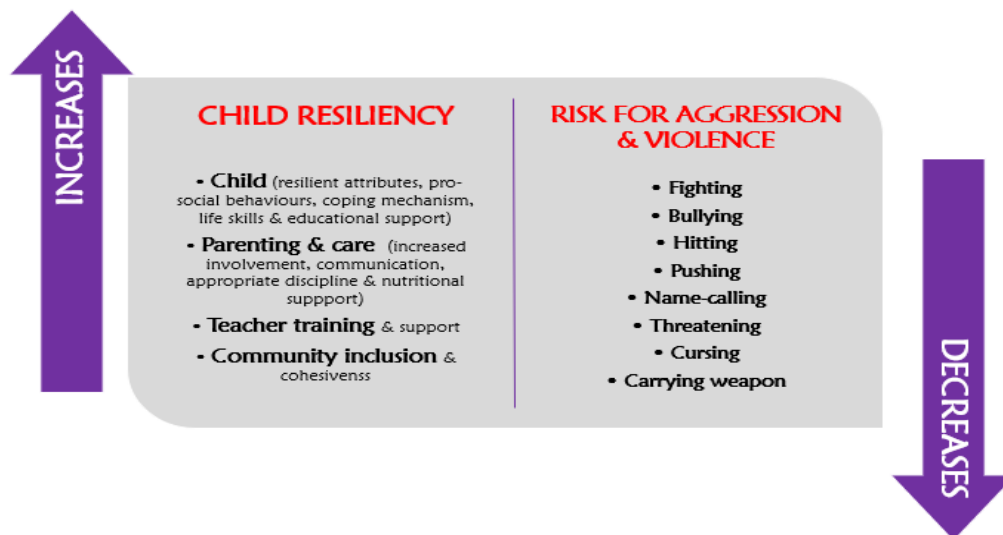 INCREASES
CHILD RESILIENCY
• Child (resilient attributes, pro-
social behaviours, coping mechanism,
life skills & educational support)
• Parenting & care (increased
involvement, communication,
appropriate discipline & nutritional
suppport)
• Teacher training & support
• Community inclusion &
cohesivenss
RISK FOR AGGRESSION
& VIOLENCE
• Fighting
• Bullying
• Hitting
• Pushing
• Name-calling
• Threatening
• Cursing
• Carrying weapon
DECREASES